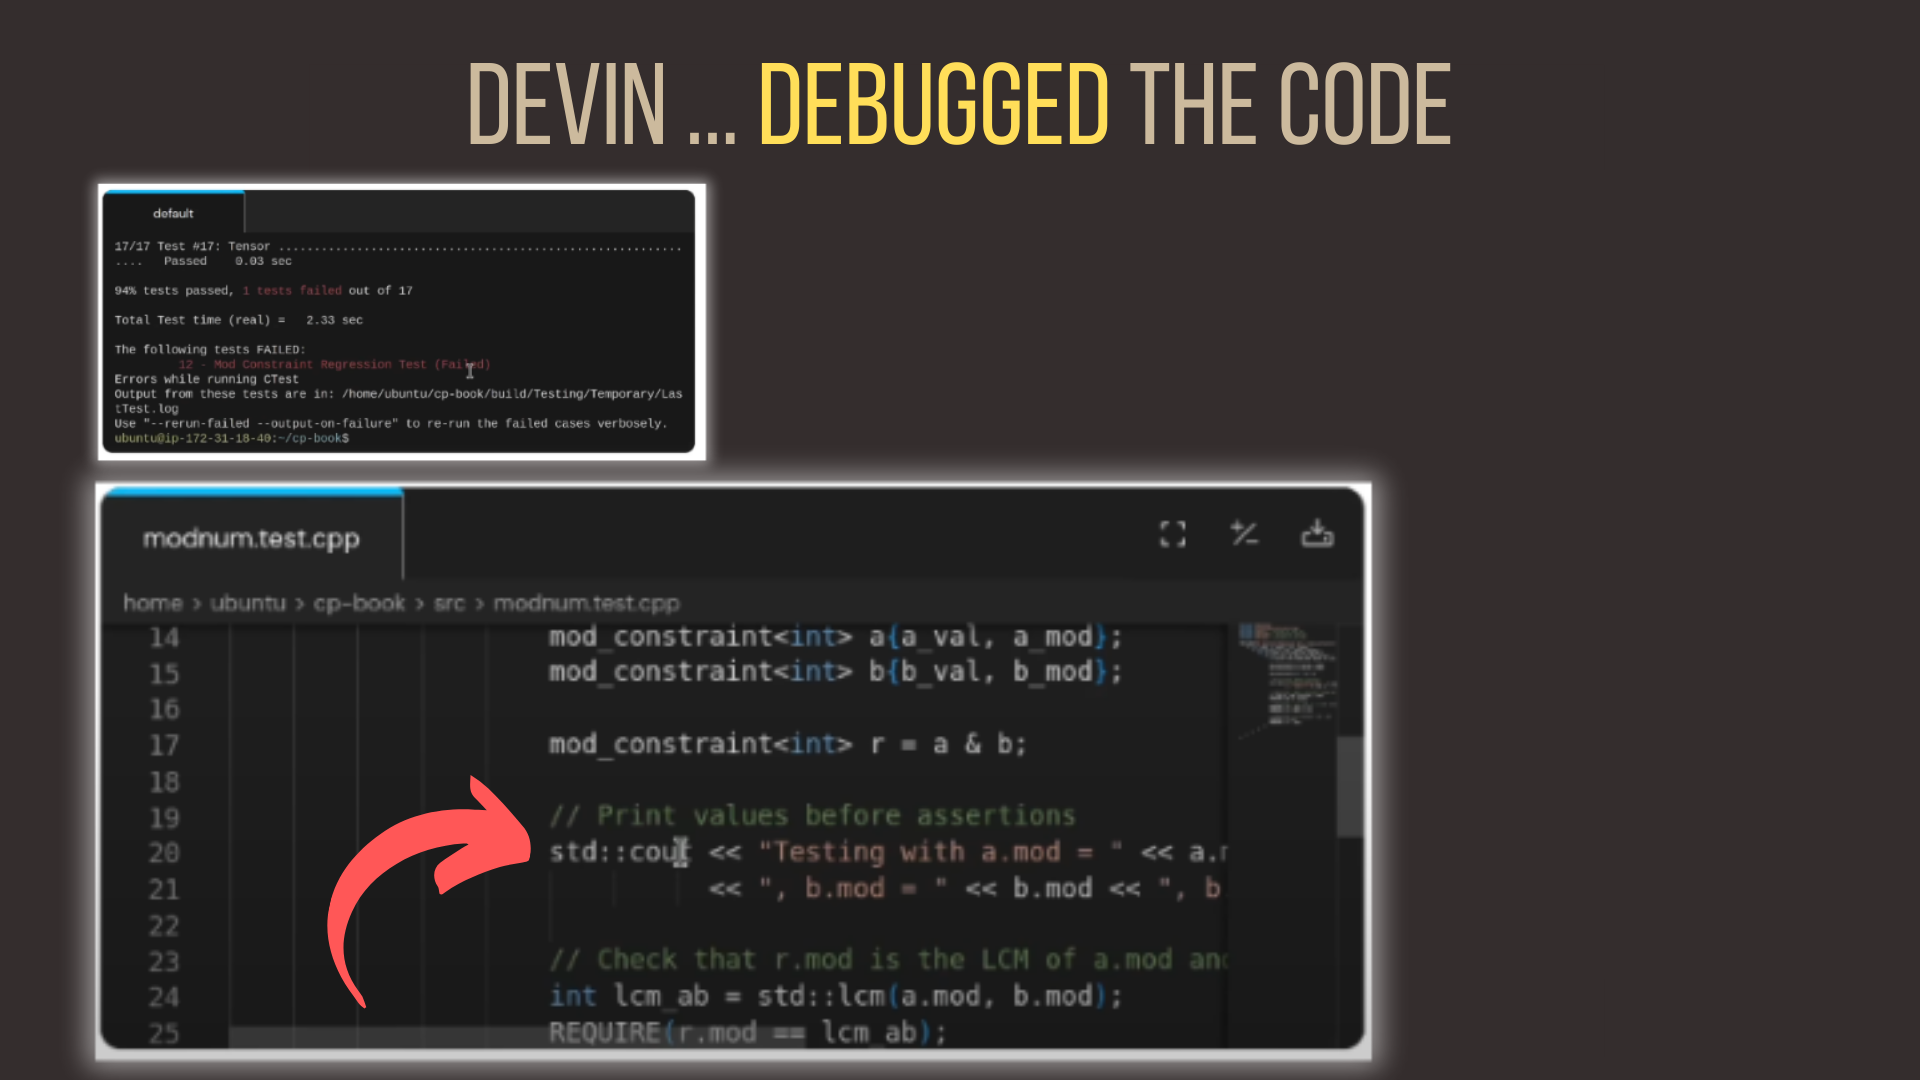 DEVIN ... DEBUGGED THE CODE
default
17/17 Test #17: Tensor .........................................................
.... Passed 0.03 sec
94% tests passed, 1 tests failed out of 17
Total Test time (real) = 2.33 sec
The following tests FAILED:
12 - Mod Constraint Regression Test (Failed)
Errors while running CTest
Output from these tests are in: /home/ubuntu/cp-book/build/Testing/Temporary/Las
tTest.log
Use "--rerun-failed --output-on-failure" to re-run the failed cases verbosely.
ubuntu@ip-172-31-18-40:~/cp-book$
modnum.test.cpp
home > ubuntu > cp-book > src > modnum.test.cpp
14 mod_constraint<int> a{a_val, a_mod};
15 mod_constraint<int> b{b_val, b_mod};
16
17 mod_constraint<int> r = a & b;
18
19 // Print values before assertions
20 std::cout << "Testing with a.mod = " << a.
21 << ", b.mod = " << b.mod << ", b
22
23 // Check that r.mod is the LCM of a.mod and
24 int lcm_ab = std::lcm(a.mod, b.mod);
25 REQUIRE(r.mod == lcm_ab);